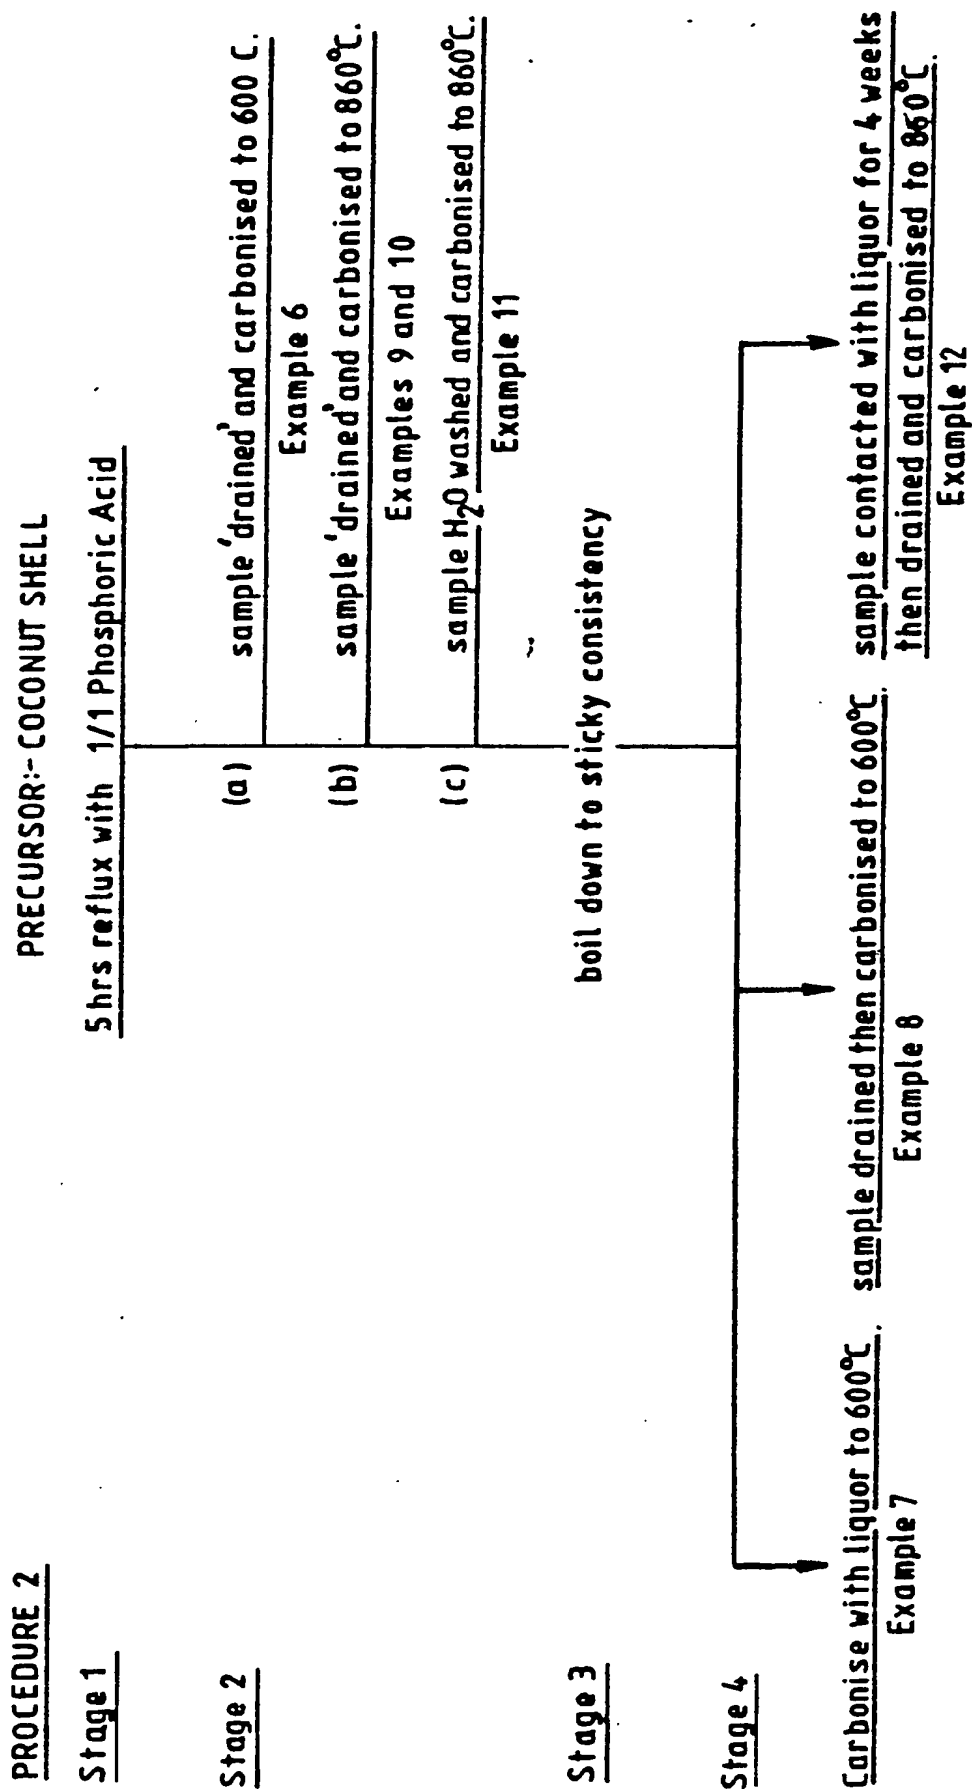 PROCEDURE 2
PRECURSOR:- COCONUT SHELL
Stage 1
5 hrs reflux with 1/1 Phosphoric Acid
Stage 2
(a)
sample 'drained' and carbonised to 600 C.
Example 6
(b)
sample 'drained' and carbonised to 860°C.
Examples 9 and 10
(c)
sample H2O washed and carbonised to 860°C.
Example 11
Stage 3
boil down to sticky consistency
Stage 4
Carbonise with liquor to 600°C.
Example 7
sample drained then carbonised to 600°C.
Example 8
sample contacted with liquor for 4 weeks
then drained and carbonised to 860°C.
Example 12